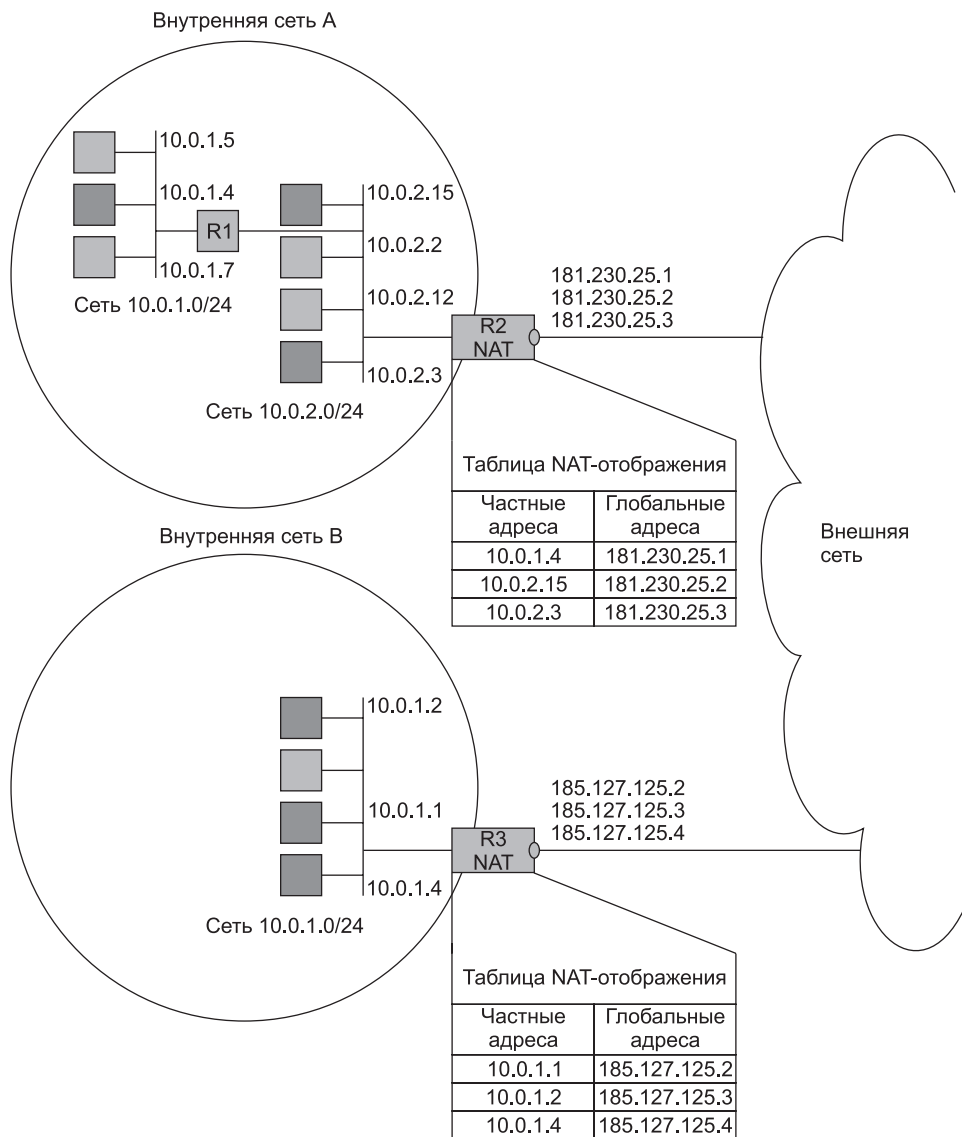 Внутренняя сеть A
10.0.1.5
10.0.1.4
R1
10.0.1.7
Сеть 10.0.1.0/24
10.0.2.15
10.0.2.2
10.0.2.12
10.0.2.3
Сеть 10.0.2.0/24
R2
NAT
181.230.25.1
181.230.25.2
181.230.25.3
Таблица NAT-отображения
Частные адреса
Глобальные адреса
10.0.1.4
181.230.25.1
10.0.2.15
181.230.25.2
10.0.2.3
181.230.25.3
Внешняя
сеть
Внутренняя сеть B
10.0.1.2
10.0.1.1
10.0.1.4
Сеть 10.0.1.0/24
R3
NAT
185.127.125.2
185.127.125.3
185.127.125.4
Таблица NAT-отображения
Частные адреса
Глобальные адреса
10.0.1.1
185.127.125.2
10.0.1.2
185.127.125.3
10.0.1.4
185.127.125.4